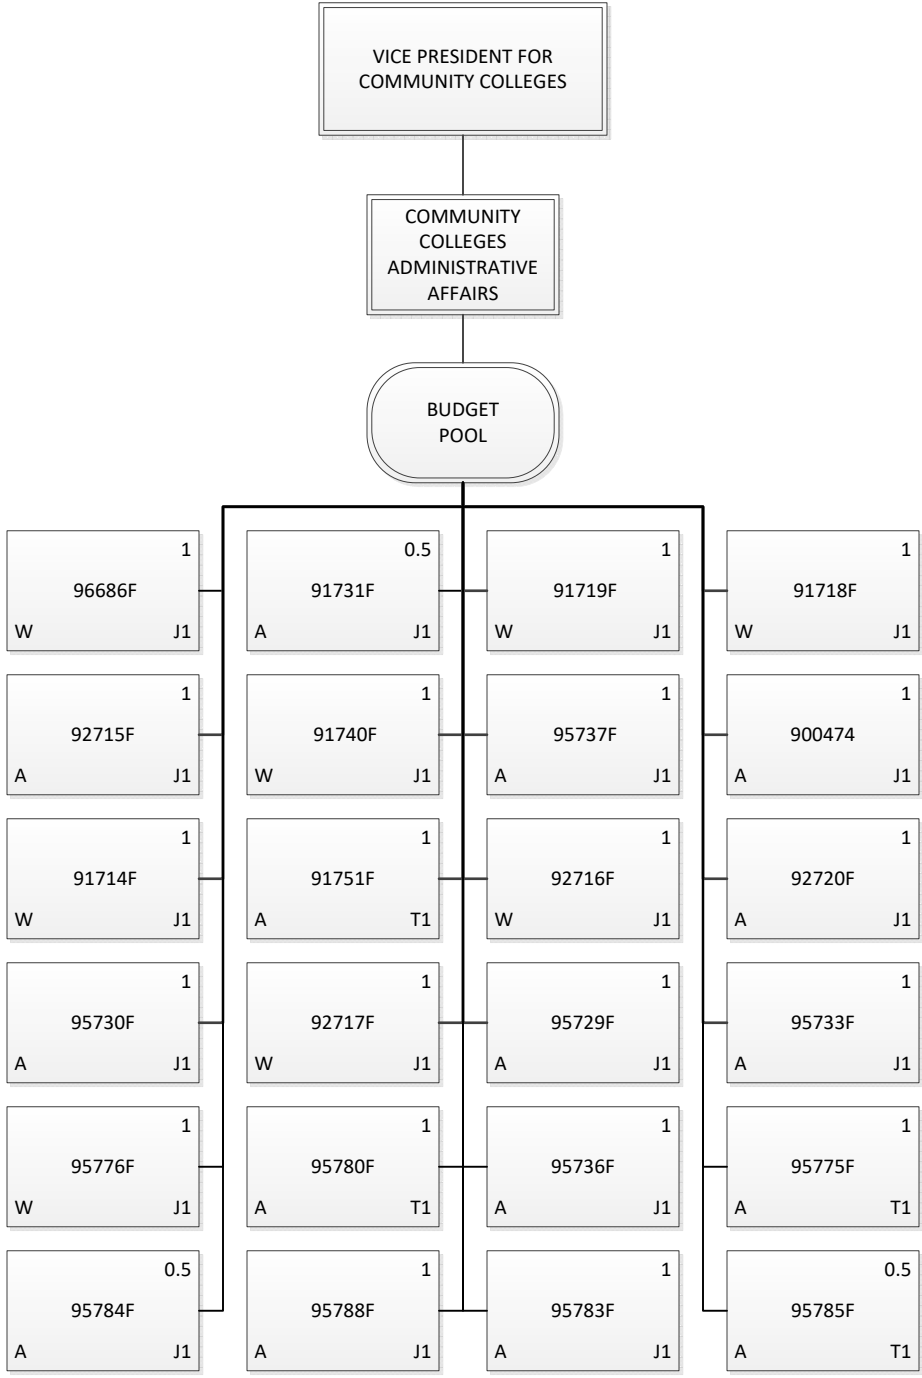 VICE PRESIDENT FOR
COMMUNITY COLLEGES
COMMUNITY
COLLEGES
ADMINISTRATIVE
AFFAIRS
BUDGET
POOL
1
96686F
W J1
0.5
91731F
A J1
1
91719F
W J1
1
91718F
W J1
1
92715F
A J1
1
91740F
W J1
1
95737F
A J1
1
900474
A J1
1
91714F
W J1
1
91751F
A T1
1
92716F
W J1
1
92720F
A J1
1
95730F
A J1
1
92717F
W J1
1
95729F
A J1
1
95733F
A J1
1
95776F
W J1
1
95780F
A T1
1
95736F
A J1
1
95775F
A T1
0.5
95784F
A J1
1
95788F
A J1
1
95783F
A J1
0.5
95785F
A T1